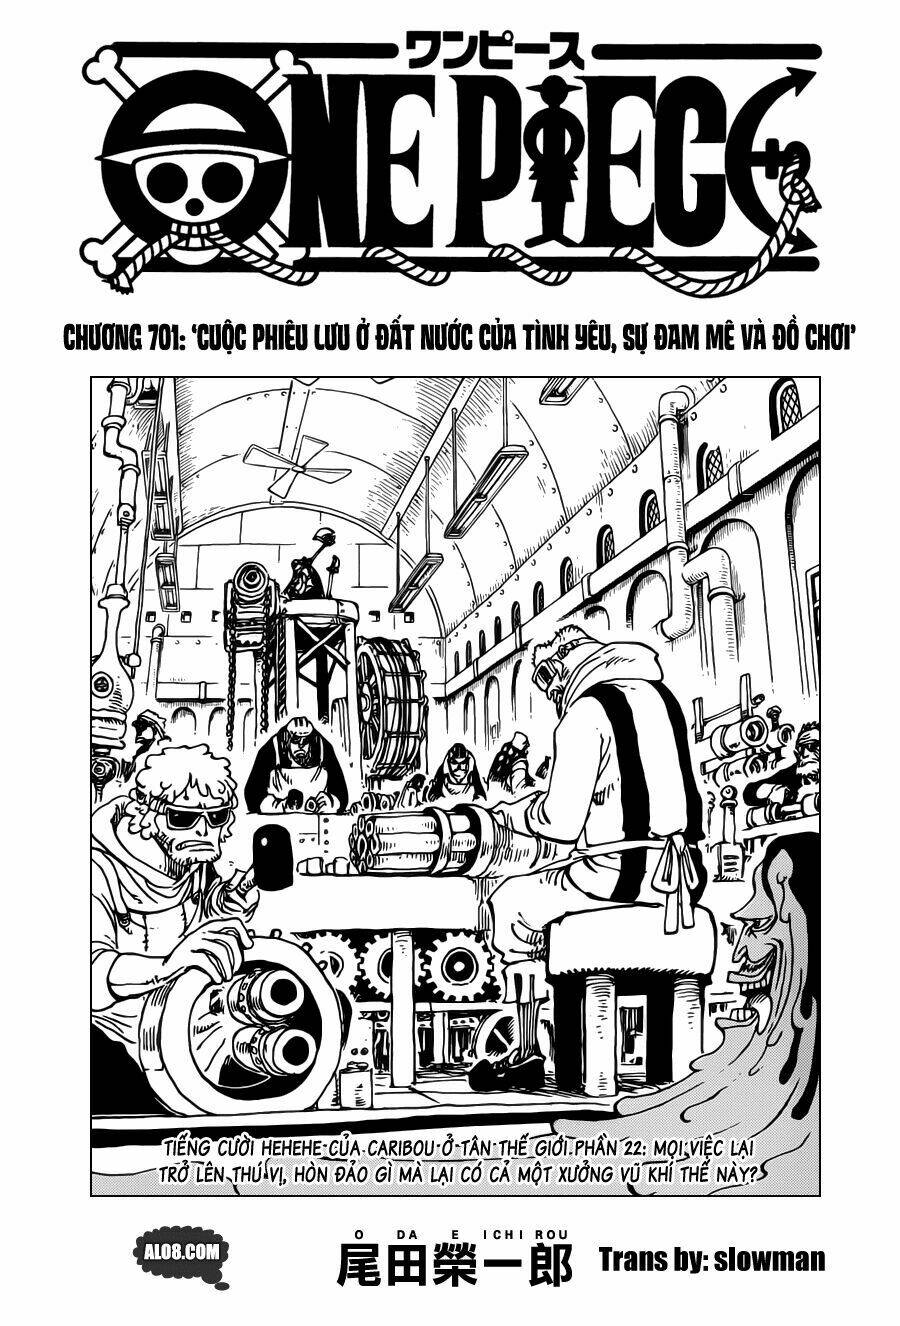 ワンピース
ONE PIECE
CHƯƠNG 701: ‘CUỘC PHIÊU LƯU Ở ĐẤT NƯỚC CỦA TÌNH YÊU, SỰ ĐAM MÊ VÀ ĐỒ CHƠI’
TIẾNG CƯỜI HEHEHE CỦA CARIBOU Ở TÂN THẾ GIỚI PHẦN 22: MỌI VIỆC LẠI
TRỞ LÊN THÚ VỊ, HÒN ĐẢO GÌ MÀ LẠI CÓ CẢ MỘT XƯỞNG VŨ KHÍ THẾ NÀY?
O DA E ICHI ROU
尾田榮一郎
ALO8.COM
Trans by: slowman